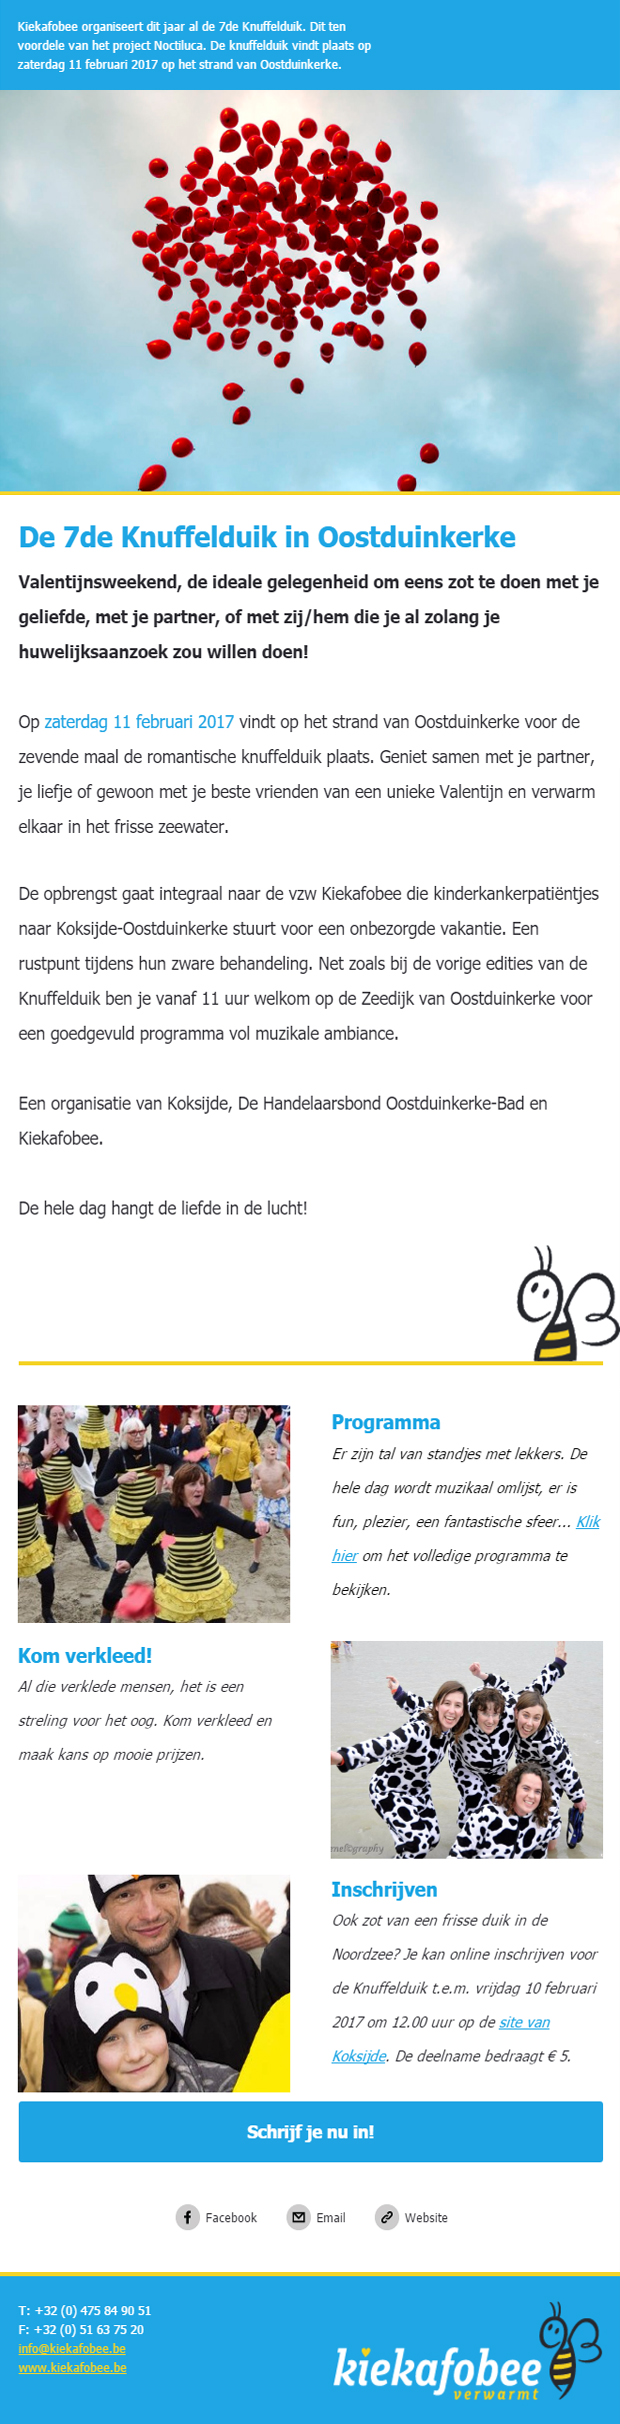 Kiekafobee organiseert dit jaar al de 7de Knuffelduik. Dit ten
voordele van het project Noctiluca. De knuffelduik vindt plaats op
zaterdag 11 februari 2017 op het strand van Oostduinkerke.
De 7de Knuffelduik in Oostduinkerke
Valentijnsweekend, de ideale gelegenheid om eens zot te doen met je
geliefde, met je partner, of met zij/hem die je al zolang je
huwelijksaanzoek zou willen doen!
Op zaterdag 11 februari 2017 vindt op het strand van Oostduinkerke voor de
zevende maal de romantische knuffelduik plaats. Geniet samen met je partner,
je liefje of gewoon met je beste vrienden van een unieke Valentijn en verwarm
elkaar in het frisse zeewater.
De opbrengst gaat integraal naar de vzw Kiekafobee die kinderkankerpatiëntjes
naar Koksijde-Oostduinkerke stuurt voor een onbezorgde vakantie. Een
rustpunt tijdens hun zware behandeling. Net zoals bij de vorige edities van de
Knuffelduik ben je vanaf 11 uur welkom op de Zeedijk van Oostduinkerke voor
een goedgevuld programma vol muzikale ambiance.
Een organisatie van Koksijde, De Handelaarsbond Oostduinkerke-Bad en
Kiekafobee.
De hele dag hangt de liefde in de lucht!
Programma
Er zijn tal van standjes met lekkers. De
hele dag wordt muzikaal omlijst, er is
fun, plezier, een fantastische sfeer... Klik
hier om het volledige programma te
bekijken.
Kom verkleed!
Al die verklede mensen, het is een
streling voor het oog. Kom verkleed en
maak kans op mooie prijzen.
Inschrijven
Ook zot van een frisse duik in de
Noordzee? Je kan online inschrijven voor
de Knuffelduik t.e.m. vrijdag 10 februari
2017 om 12.00 uur op de site van
Koksijde. De deelname bedraagt € 5.
Schrijf je nu in!
Facebook Email Website
T: +32 (0) 475 84 90 51
F: +32 (0) 51 63 75 20
info@kiekafobee.be
www.kiekafobee.be
kiekafobee
verwarmt